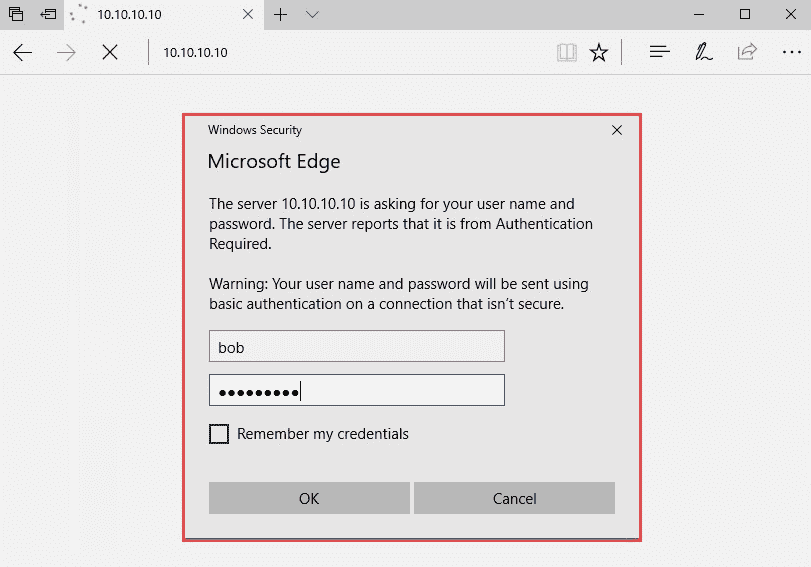 10.10.10.10
10.10.10.10
Windows Security
Microsoft Edge
The server 10.10.10.10 is asking for your user name and
password. The server reports that it is from Authentication
Required.
Warning: Your user name and password will be sent using
basic authentication on a connection that isn't secure.
bob
•••••••••
Remember my credentials
OK
Cancel